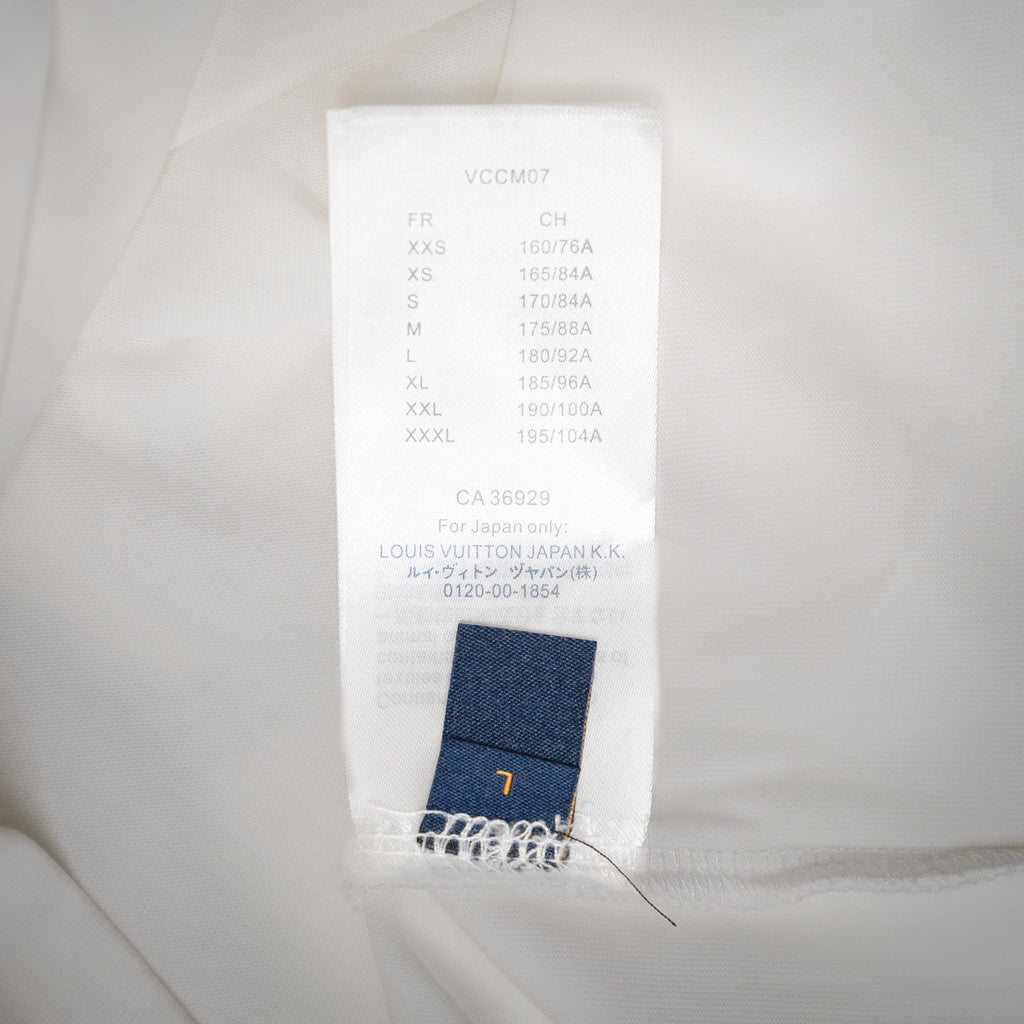 VCCM07
FR CH
XXS 160/76A
XS 165/84A
S 170/84A
M 175/88A
L 180/92A
XL 185/96A
XXL 190/100A
XXXL 195/104A
CA 36929
For Japan only:
LOUIS VUITTON JAPAN K.K.
ルイ・ヴィトン ヅャパン(株)
0120-00-1854
L